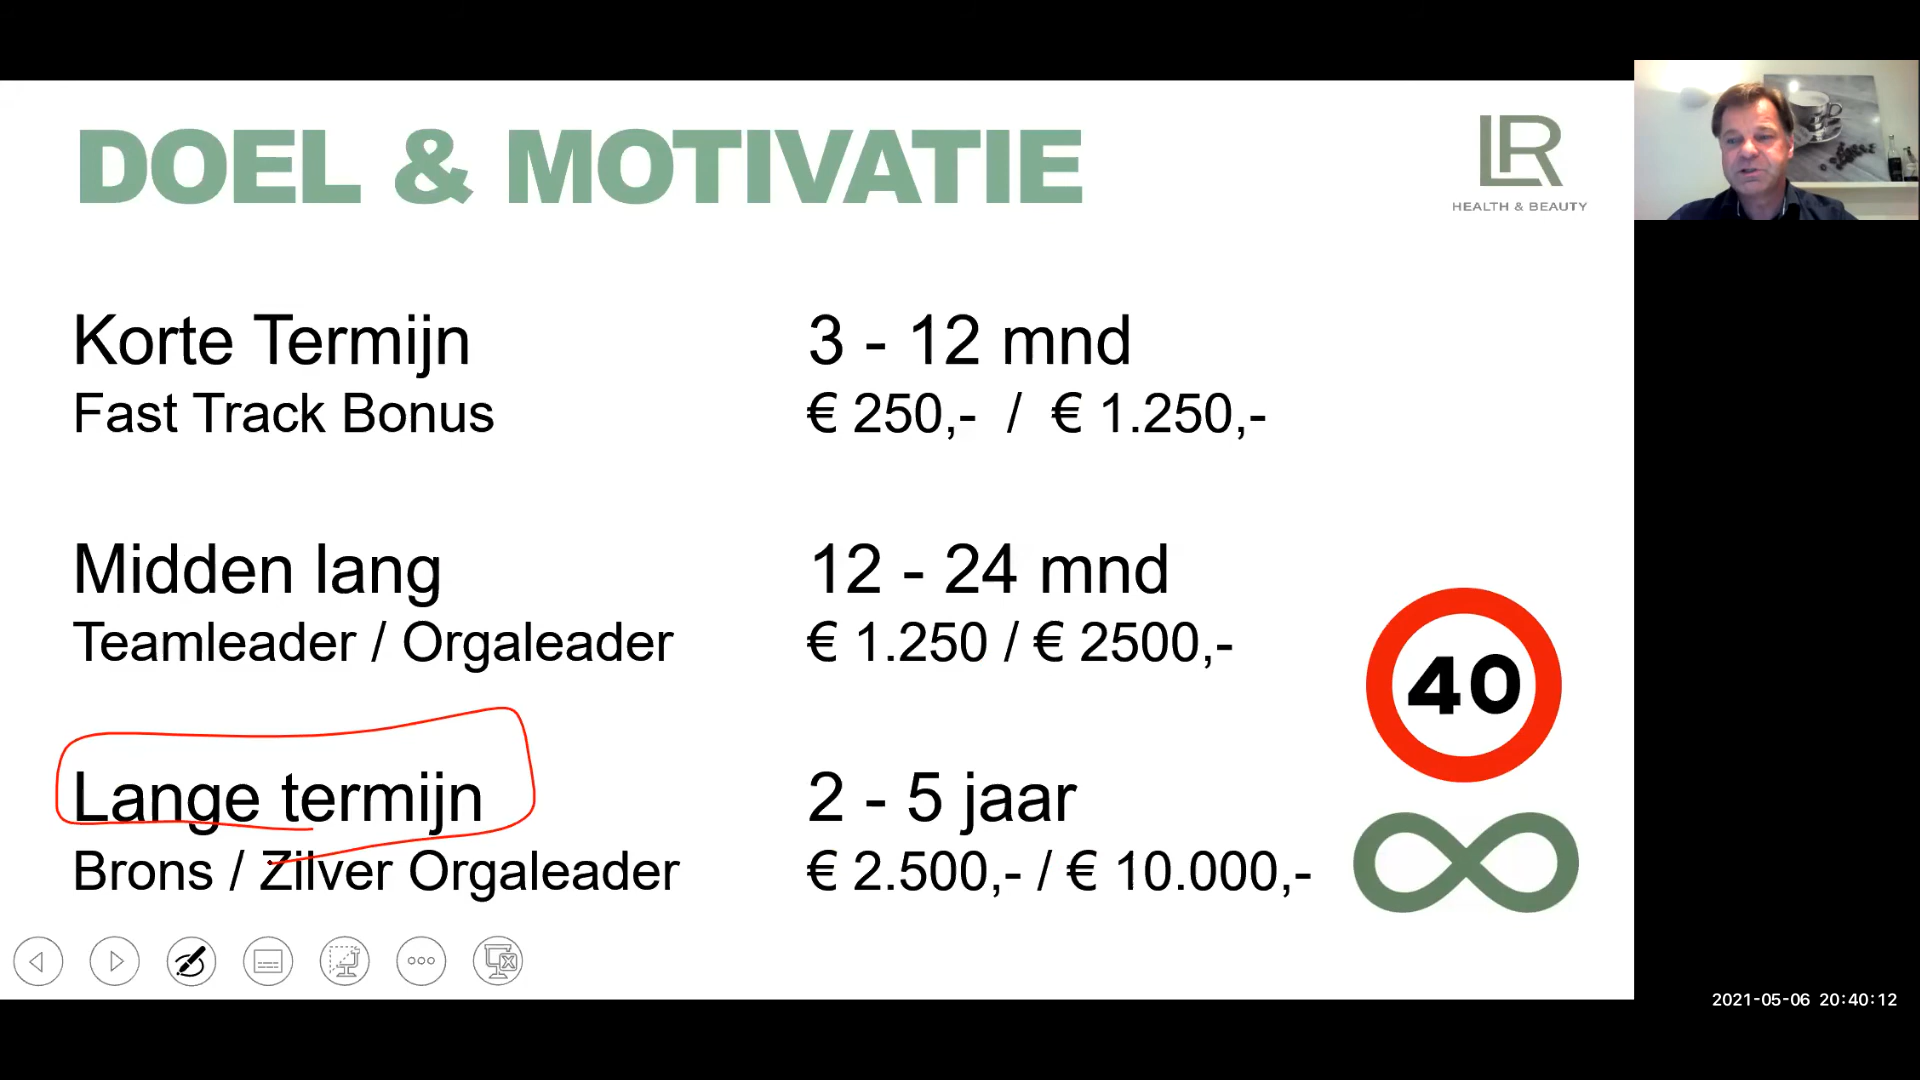 DOEL & MOTIVATIE
LR
HEALTH & BEAUTY
Korte Termijn 3 - 12 mnd
Fast Track Bonus € 250,- / € 1.250,-
Midden lang 12 - 24 mnd
Teamleader / Orgaleader € 1.250 / € 2500,-
40
Lange termijn 2 - 5 jaar
Brons / Zilver Orgaleader € 2.500,- / € 10.000,-
2021-05-06 20:40:12